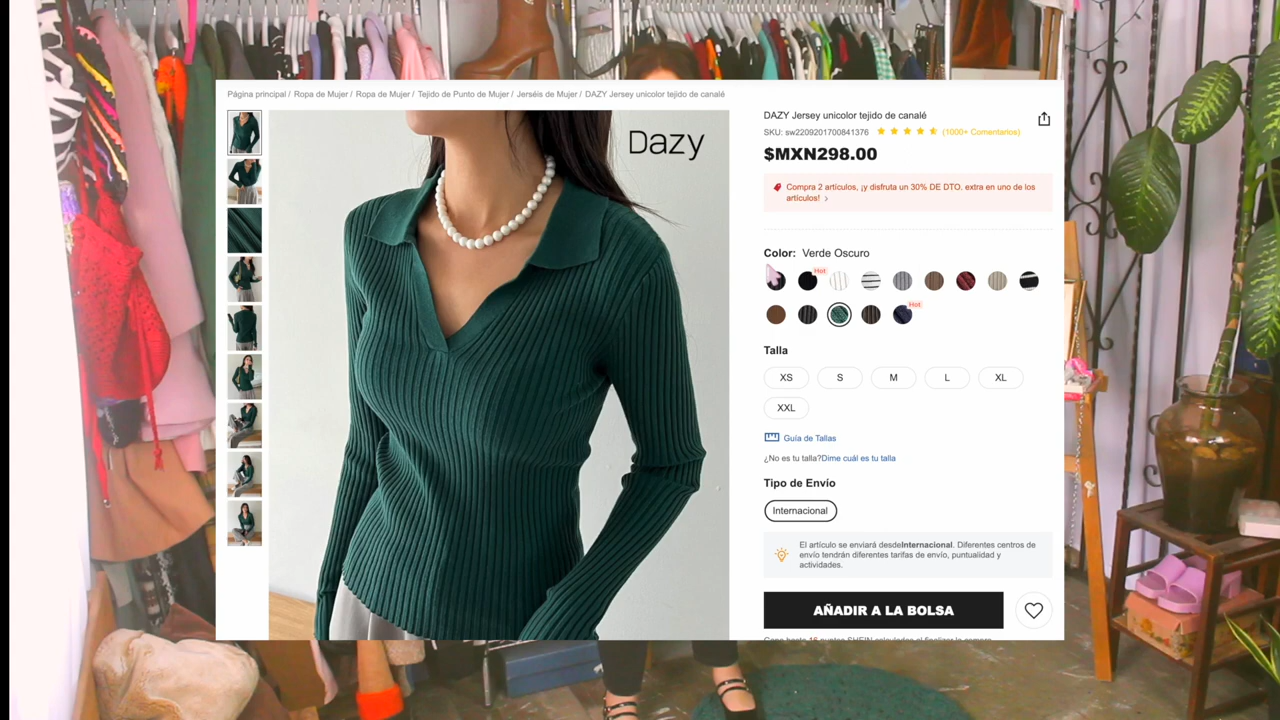 Página principal / Ropa de Mujer / Ropa de Mujer / Tejido de Punto de Mujer / Jerséis de Mujer / DAZY Jersey unicolor tejido de canalé
Dazy
DAZY Jersey unicolor tejido de canalé
SKU: sw2209201700841376 (1000+ Comentarios)
$MXN298.00
Compra 2 artículos, ¡y disfruta un 30% DE DTO. extra en uno de los
artículos! >
Color: Verde Oscuro
Hot
Hot
Talla
XS S M L XL
XXL
Guía de Tallas
¿No es tu talla?Dime cuál es tu talla
Tipo de Envío
Internacional
El artículo se enviará desdeInternacional. Diferentes centros de
envío tendrán diferentes tarifas de envío, puntualidad y
actividades.
AÑADIR A LA BOLSA